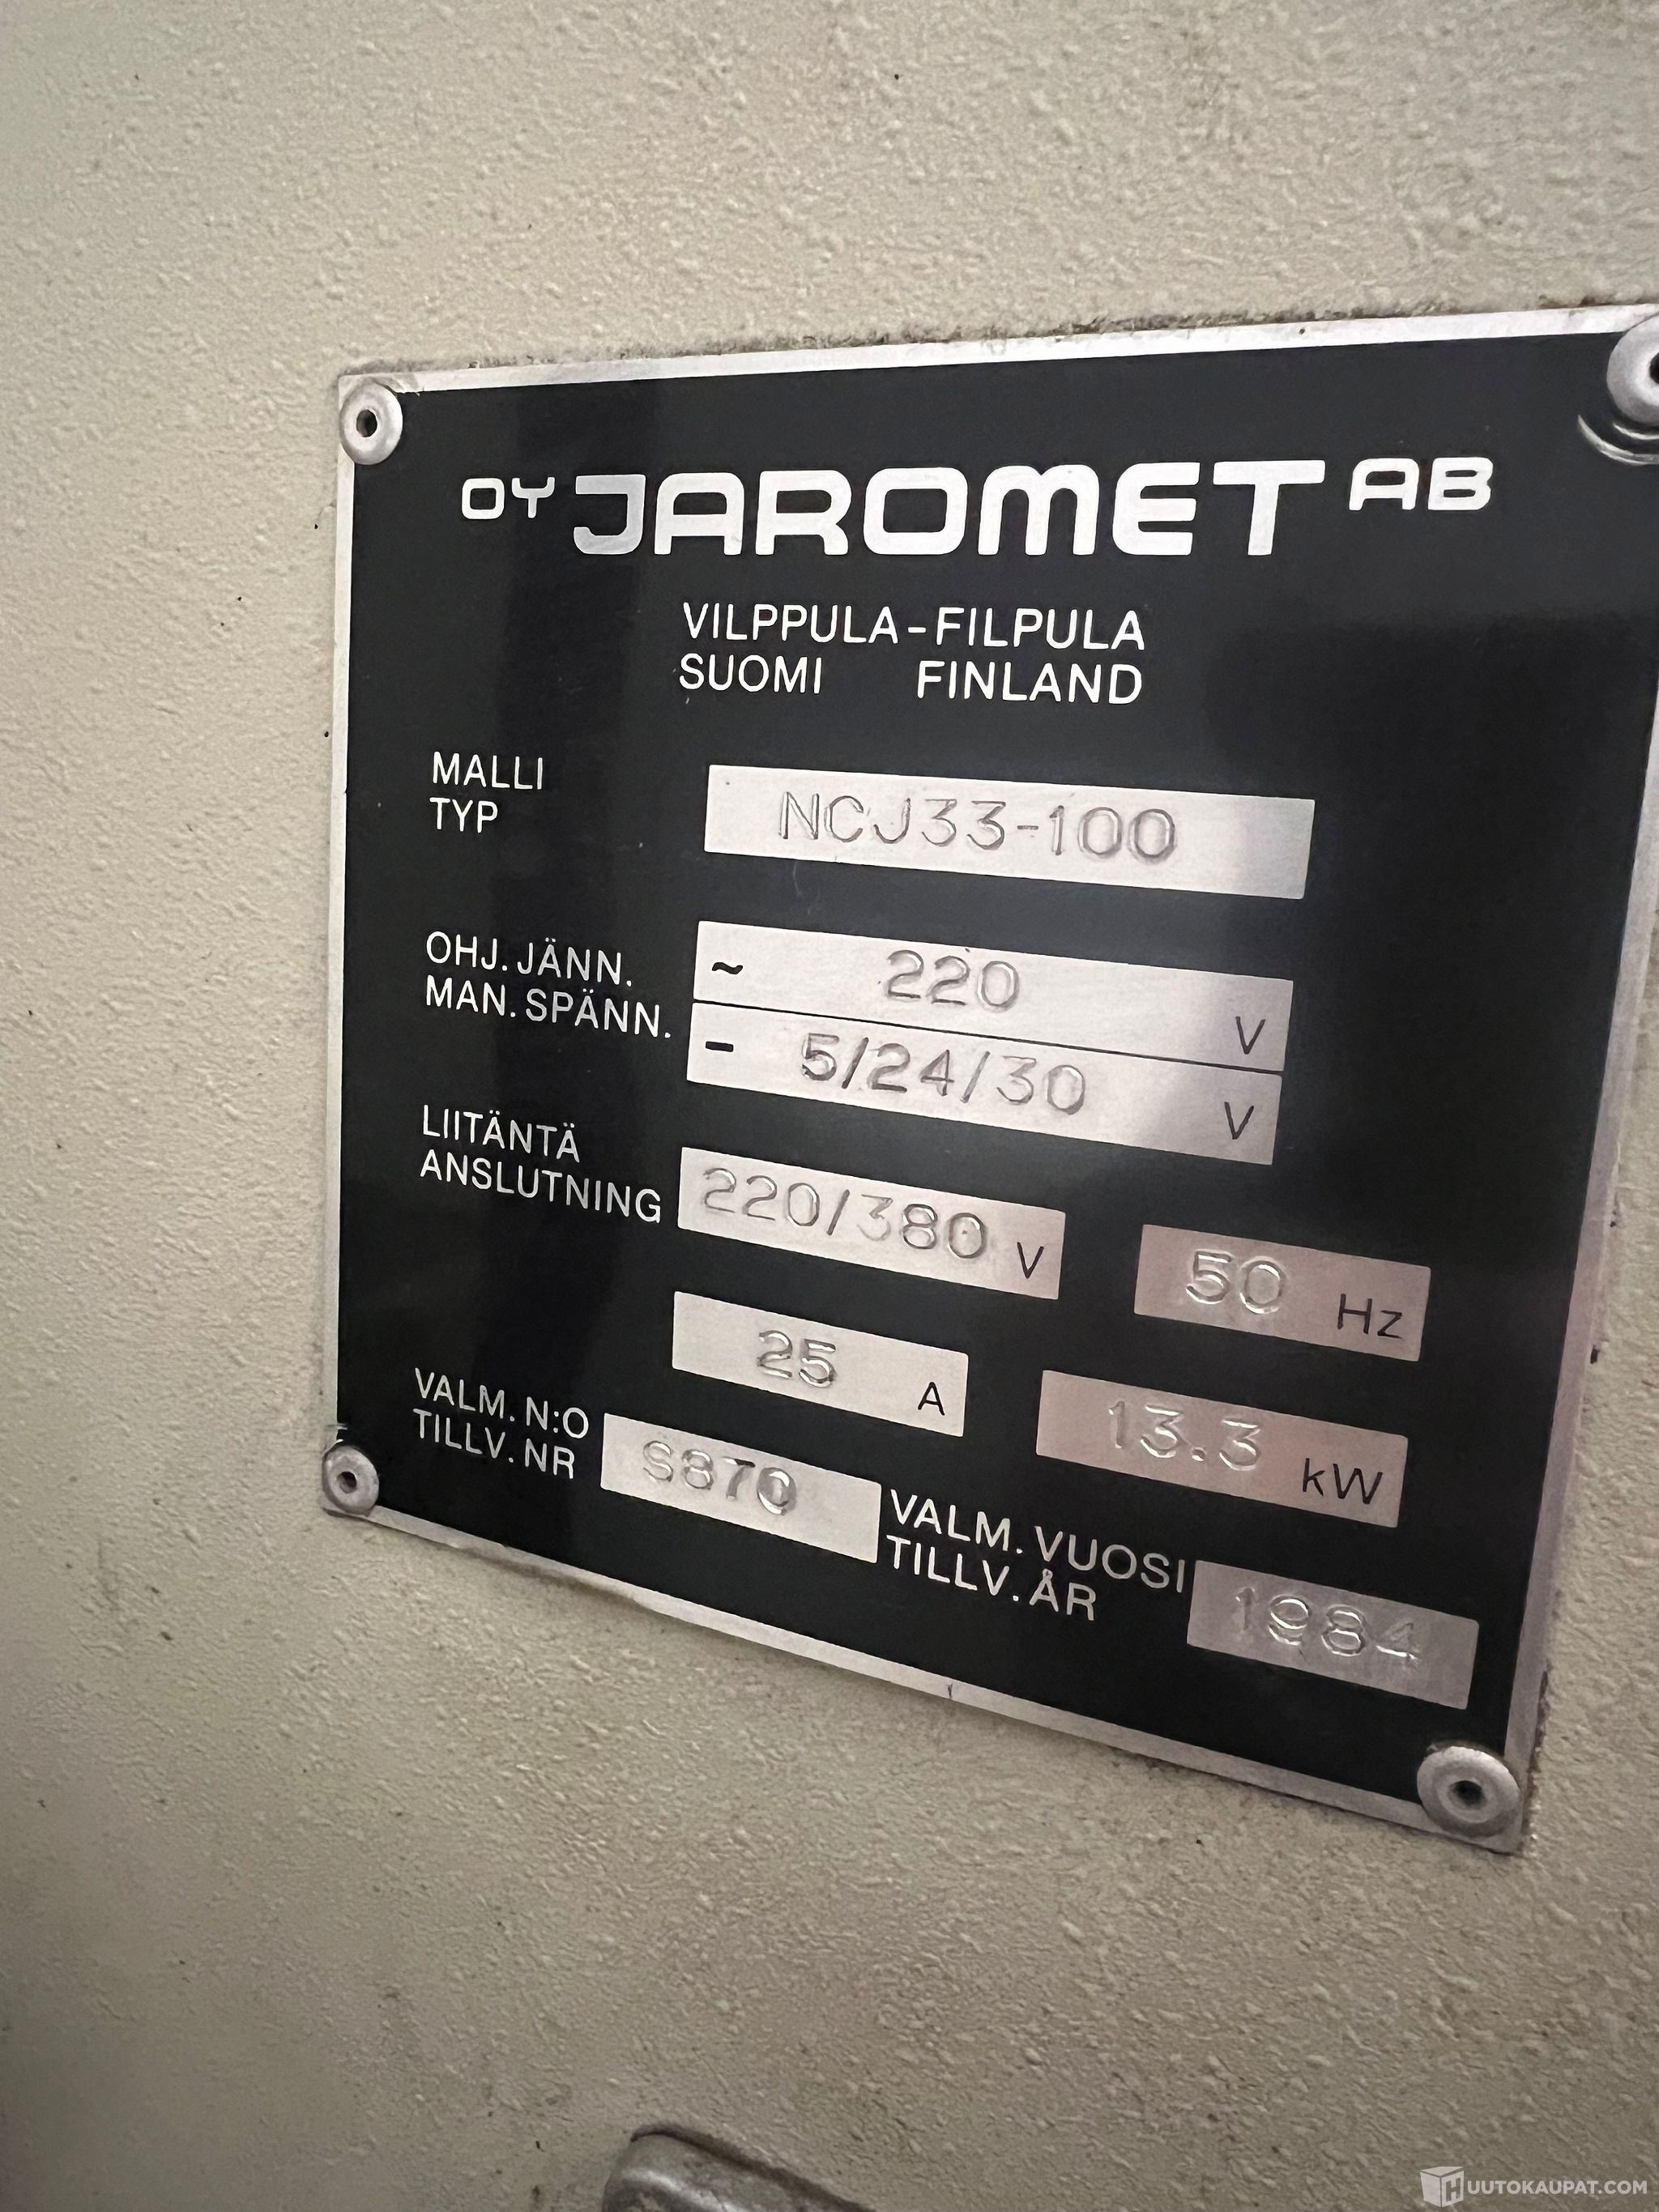 OY JAROMET AB
VILPPULA-FILPULA
SUOMI FINLAND
MALLI
TYP
NCJ33-100
OHJ. JÄNN.
MAN. SPÄNN.
~ 220 V
- 5/24/30 V
LIITÄNTÄ
ANSLUTNING
220/380 V 50 Hz
25 A 13.3 kW
VALM. N:O
TILLV. NR
S870
VALM. VUOSI
TILLV. ÅR
1984
HUUTOKAUPAT.COM